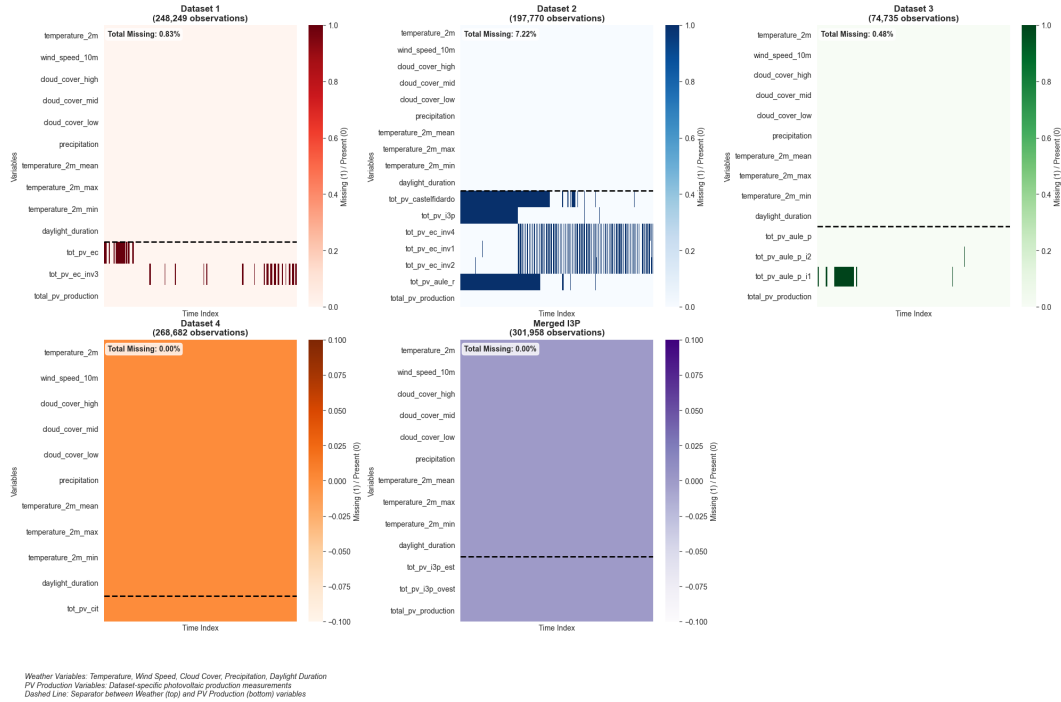 Dataset 1
(248,249 observations)
Total Missing: 0.83%
Variables
temperature_2m
wind_speed_10m
cloud_cover_high
cloud_cover_mid
cloud_cover_low
precipitation
temperature_2m_mean
temperature_2m_max
temperature_2m_min
daylight_duration
tot_pv_ec
tot_pv_ec_inv3
total_pv_production
Time Index
1.0
0.8
0.6
0.4
0.2
0.0
Missing (1) / Present (0)
Dataset 2
(197,770 observations)
Total Missing: 7.22%
Variables
temperature_2m
wind_speed_10m
cloud_cover_high
cloud_cover_mid
cloud_cover_low
precipitation
temperature_2m_mean
temperature_2m_max
temperature_2m_min
daylight_duration
tot_pv_castelfidardo
tot_pv_i3p
tot_pv_ec_inv4
tot_pv_ec_inv1
tot_pv_ec_inv2
tot_pv_aule_r
total_pv_production
Time Index
1.0
0.8
0.6
0.4
0.2
0.0
Missing (1) / Present (0)
Dataset 3
(74,735 observations)
Total Missing: 0.48%
Variables
temperature_2m
wind_speed_10m
cloud_cover_high
cloud_cover_mid
cloud_cover_low
precipitation
temperature_2m_mean
temperature_2m_max
temperature_2m_min
daylight_duration
tot_pv_aule_p
tot_pv_aule_p_i2
tot_pv_aule_p_i1
total_pv_production
Time Index
1.0
0.8
0.6
0.4
0.2
0.0
Missing (1) / Present (0)
Dataset 4
(268,682 observations)
Total Missing: 0.00%
Variables
temperature_2m
wind_speed_10m
cloud_cover_high
cloud_cover_mid
cloud_cover_low
precipitation
temperature_2m_mean
temperature_2m_max
temperature_2m_min
daylight_duration
tot_pv_cit
Time Index
0.100
0.075
0.050
0.025
0.000
−0.025
−0.050
−0.075
−0.100
Missing (1) / Present (0)
Merged I3P
(301,958 observations)
Total Missing: 0.00%
Variables
temperature_2m
wind_speed_10m
cloud_cover_high
cloud_cover_mid
cloud_cover_low
precipitation
temperature_2m_mean
temperature_2m_max
temperature_2m_min
daylight_duration
tot_pv_i3p_est
tot_pv_i3p_ovest
total_pv_production
Time Index
0.100
0.075
0.050
0.025
0.000
−0.025
−0.050
−0.075
−0.100
Missing (1) / Present (0)
Weather Variables: Temperature, Wind Speed, Cloud Cover, Precipitation, Daylight Duration
PV Production Variables: Dataset-specific photovoltaic production measurements
Dashed Line: Separator between Weather (top) and PV Production (bottom) variables